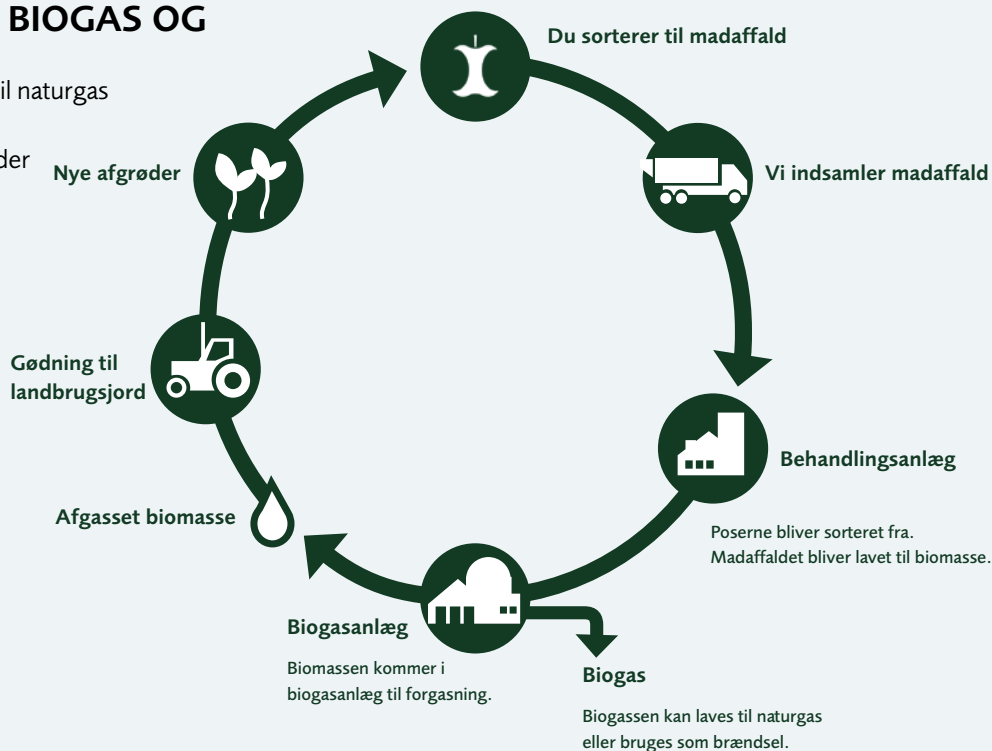 BIOGAS OG
til naturgas
Du sorterer til madaffald
Nye afgrøder
Vi indsamler madaffald
Gødning til
landbrugsjord
Behandlingsanlæg
Poserne bliver sorteret fra.
Madaffaldet bliver lavet til biomasse.
Afgasset biomasse
Biogasanlæg
Biomassen kommer i
biogasanlæg til forgasning.
Biogas
Biogassen kan laves til naturgas
eller bruges som brændsel.